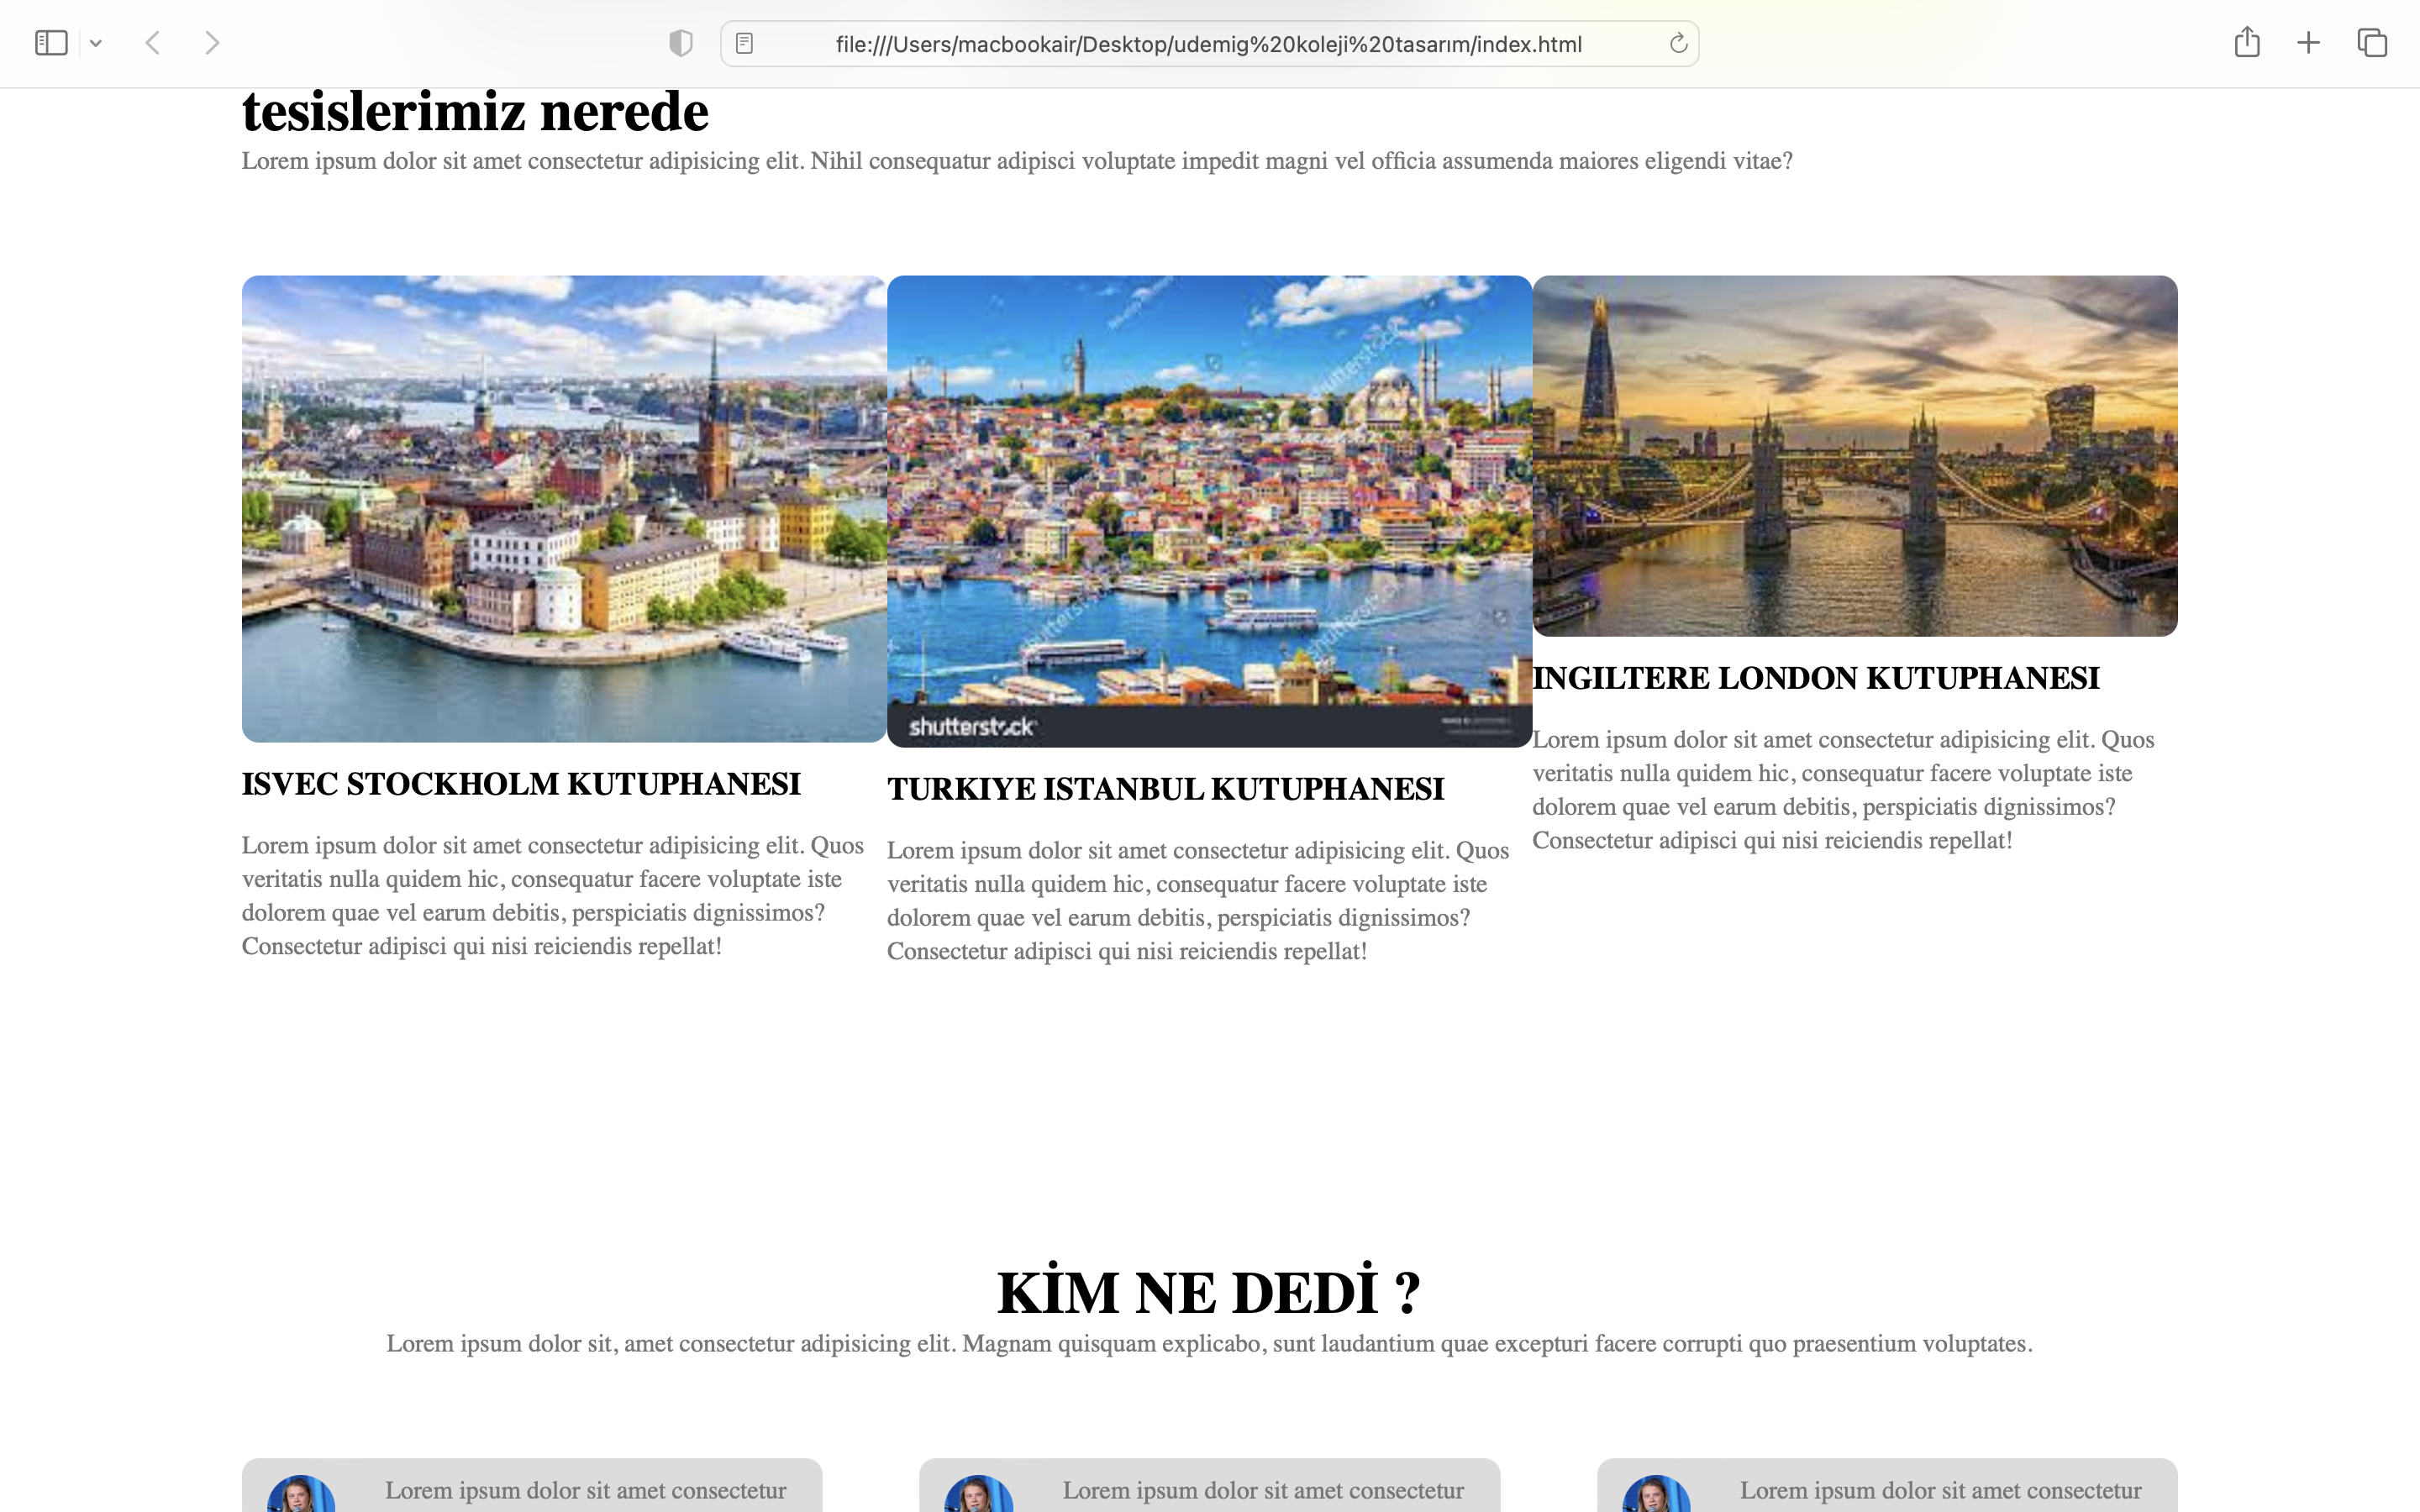 file:///Users/macbookair/Desktop/udemig%20koleji%20tasarım/index.html
tesislerimiz nerede
Lorem ipsum dolor sit amet consectetur adipisicing elit. Nihil consequatur adipisci voluptate impedit magni vel officia assumenda maiores eligendi vitae?
shutterstock
ISVEC STOCKHOLM KUTUPHANESI
Lorem ipsum dolor sit amet consectetur adipisicing elit. Quos
veritatis nulla quidem hic, consequatur facere voluptate iste
dolorem quae vel earum debitis, perspiciatis dignissimos?
Consectetur adipisci qui nisi reiciendis repellat!
TURKIYE ISTANBUL KUTUPHANESI
Lorem ipsum dolor sit amet consectetur adipisicing elit. Quos
veritatis nulla quidem hic, consequatur facere voluptate iste
dolorem quae vel earum debitis, perspiciatis dignissimos?
Consectetur adipisci qui nisi reiciendis repellat!
INGILTERE LONDON KUTUPHANESI
Lorem ipsum dolor sit amet consectetur adipisicing elit. Quos
veritatis nulla quidem hic, consequatur facere voluptate iste
dolorem quae vel earum debitis, perspiciatis dignissimos?
Consectetur adipisci qui nisi reiciendis repellat!
KİM NE DEDİ ?
Lorem ipsum dolor sit, amet consectetur adipisicing elit. Magnam quisquam explicabo, sunt laudantium quae excepturi facere corrupti quo praesentium voluptates.
Lorem ipsum dolor sit amet consectetur
Lorem ipsum dolor sit amet consectetur
Lorem ipsum dolor sit amet consectetur